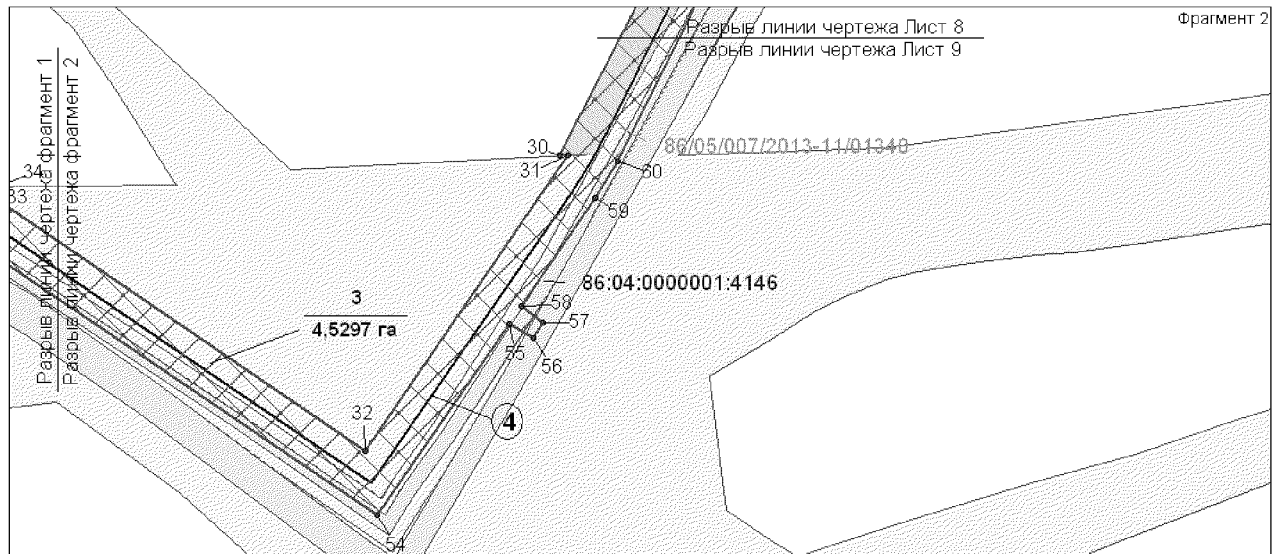 Фрагмент 2
Разрыв линии чертежа Лист 8
Разрыв линии чертежа Лист 9
Разрыв линии чертежа фрагмент 1
Разрыв линии чертежа фрагмент 2
30
31
86/05/007/2013-11/01348
60
34
33
59
86:04:0000001:4146
3
4,5297 га
58
57
55
56
32
4
54